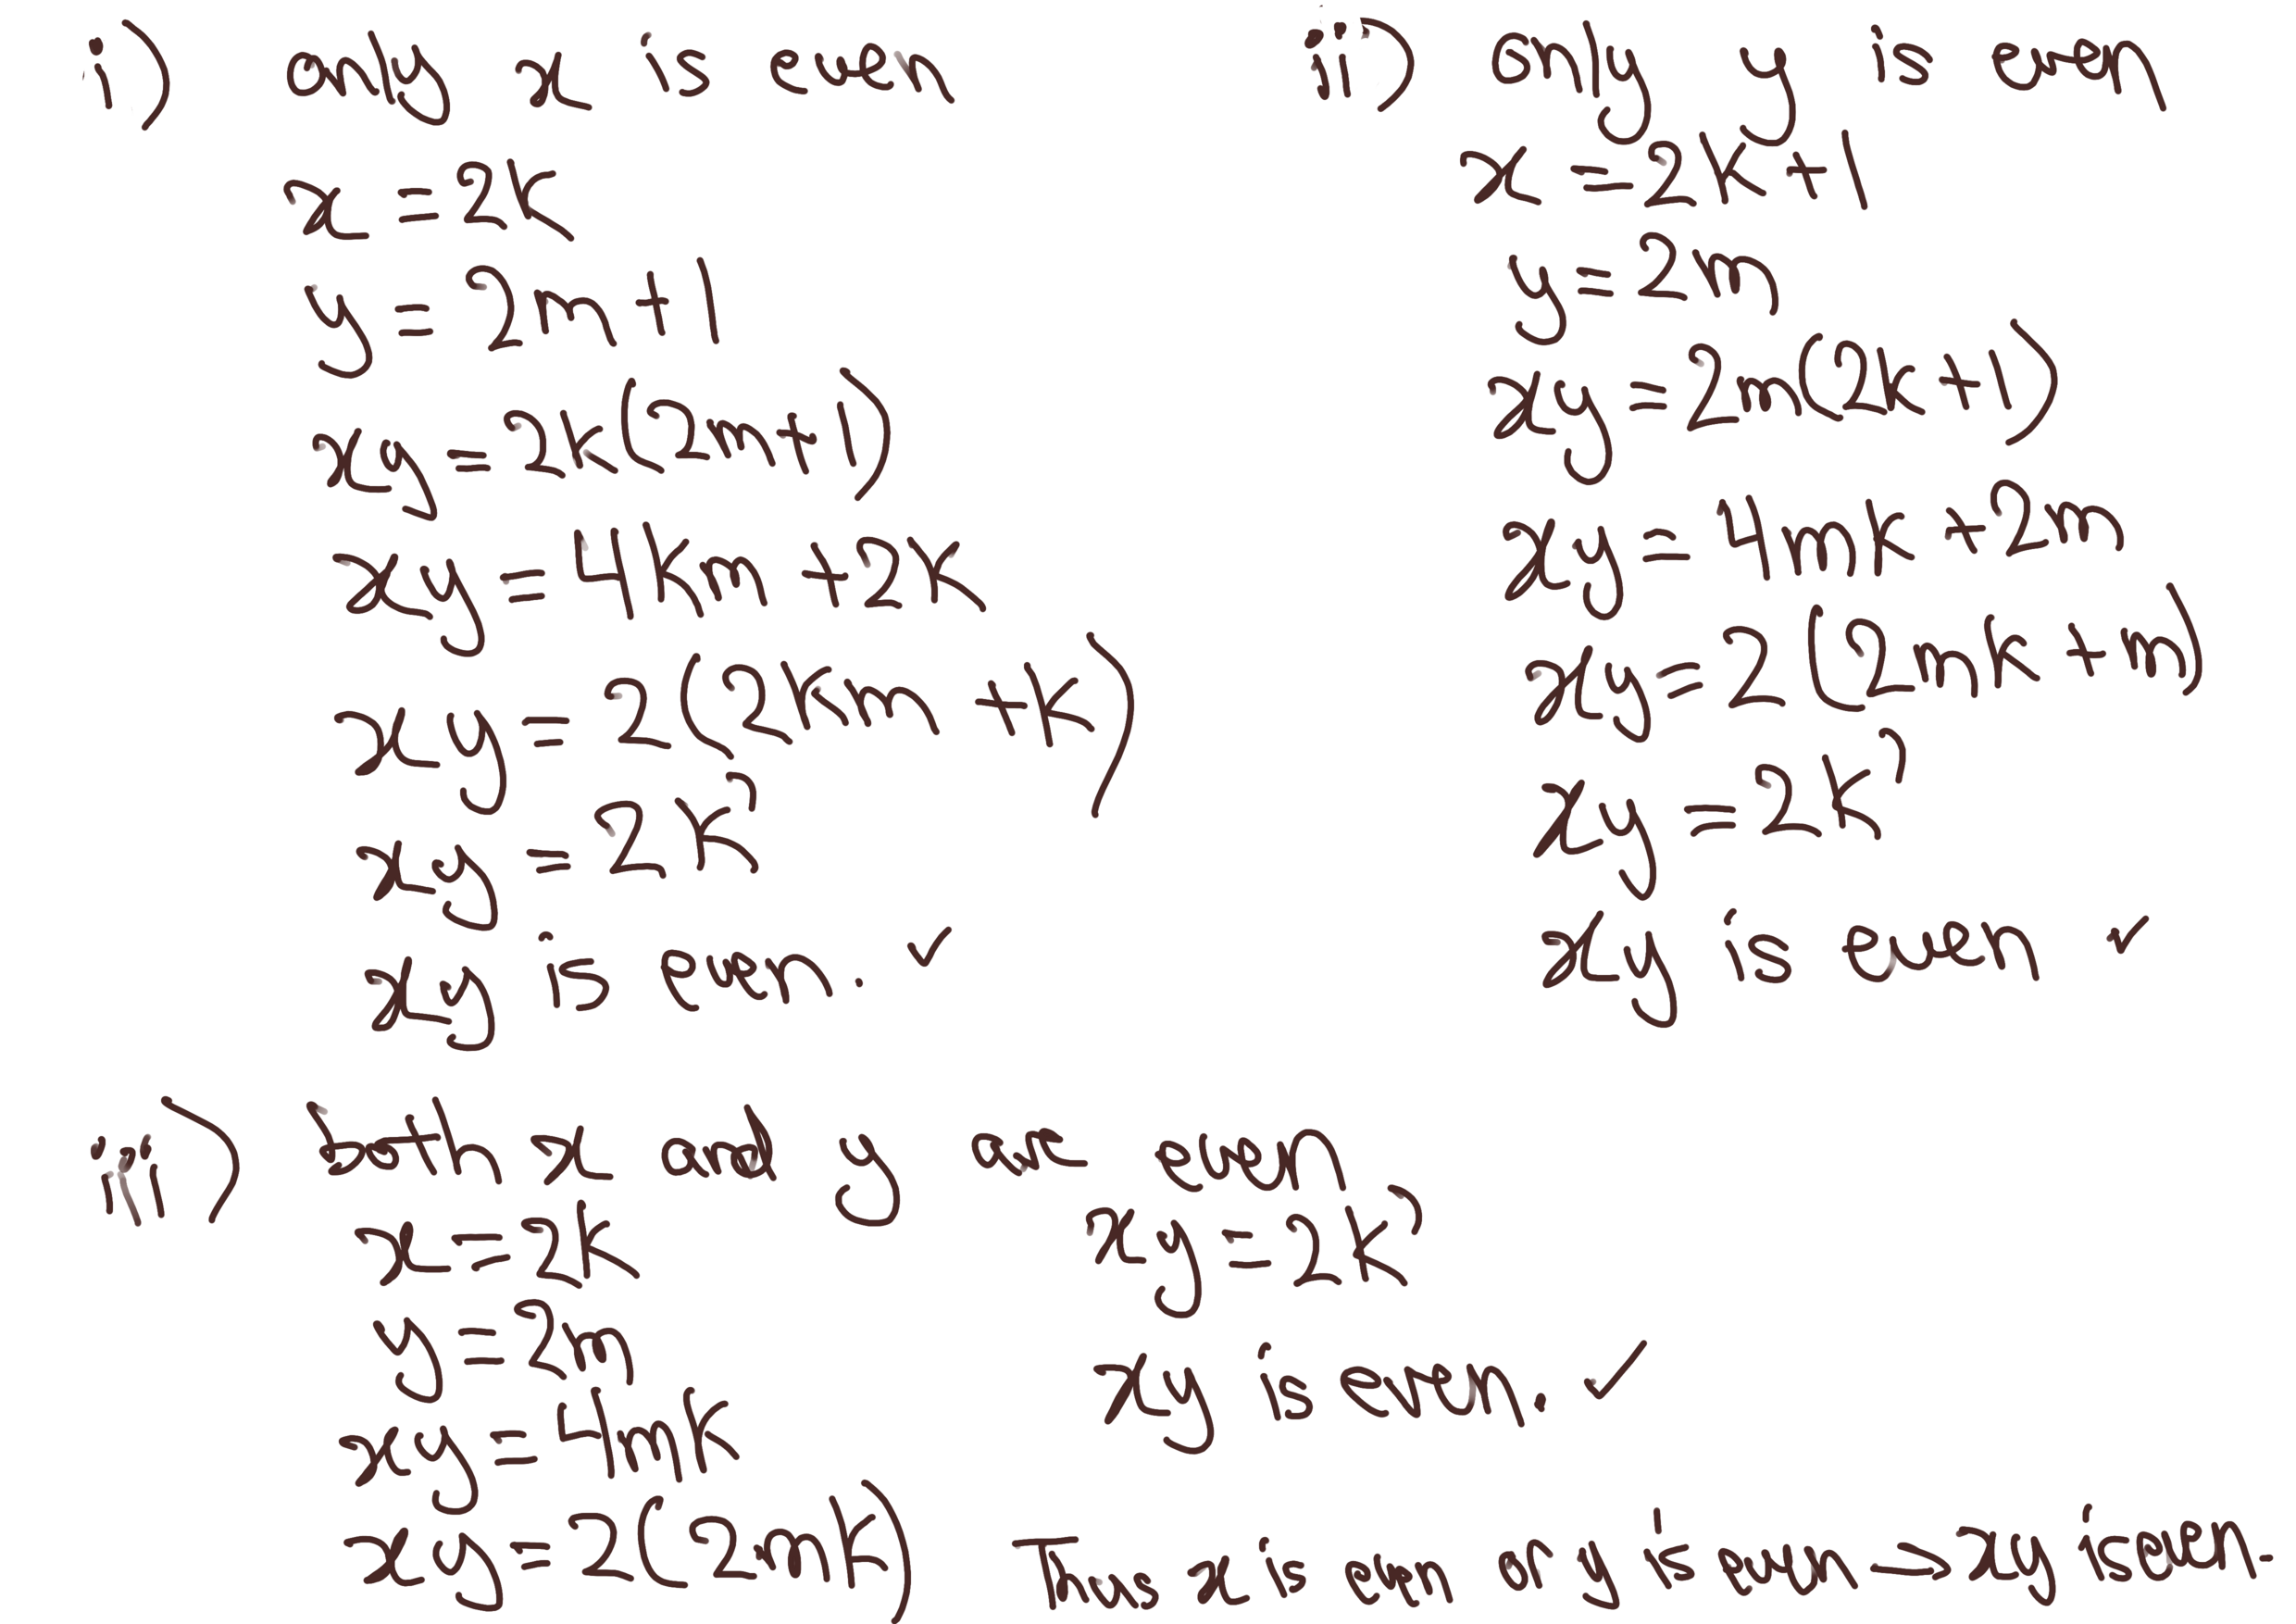 i) only x is even
x = 2k
y = 2m+1
xy = 2k(2m+1)
xy = 4km + 2k
xy = 2(2km + k)
xy = 2k'
xy is even. ✓
ii) only y is even
x = 2k+1
y = 2m
xy = 2m(2k+1)
xy = 4mk + 2m
xy = 2(2mk + m)
xy = 2k'
xy is even ✓
iii) both x and y are even
x = 2k
y = 2m
xy = 4mk
xy = 2(2mk)
xy = 2k'
xy is even. ✓
Thus x is even or y is even → xy is even.